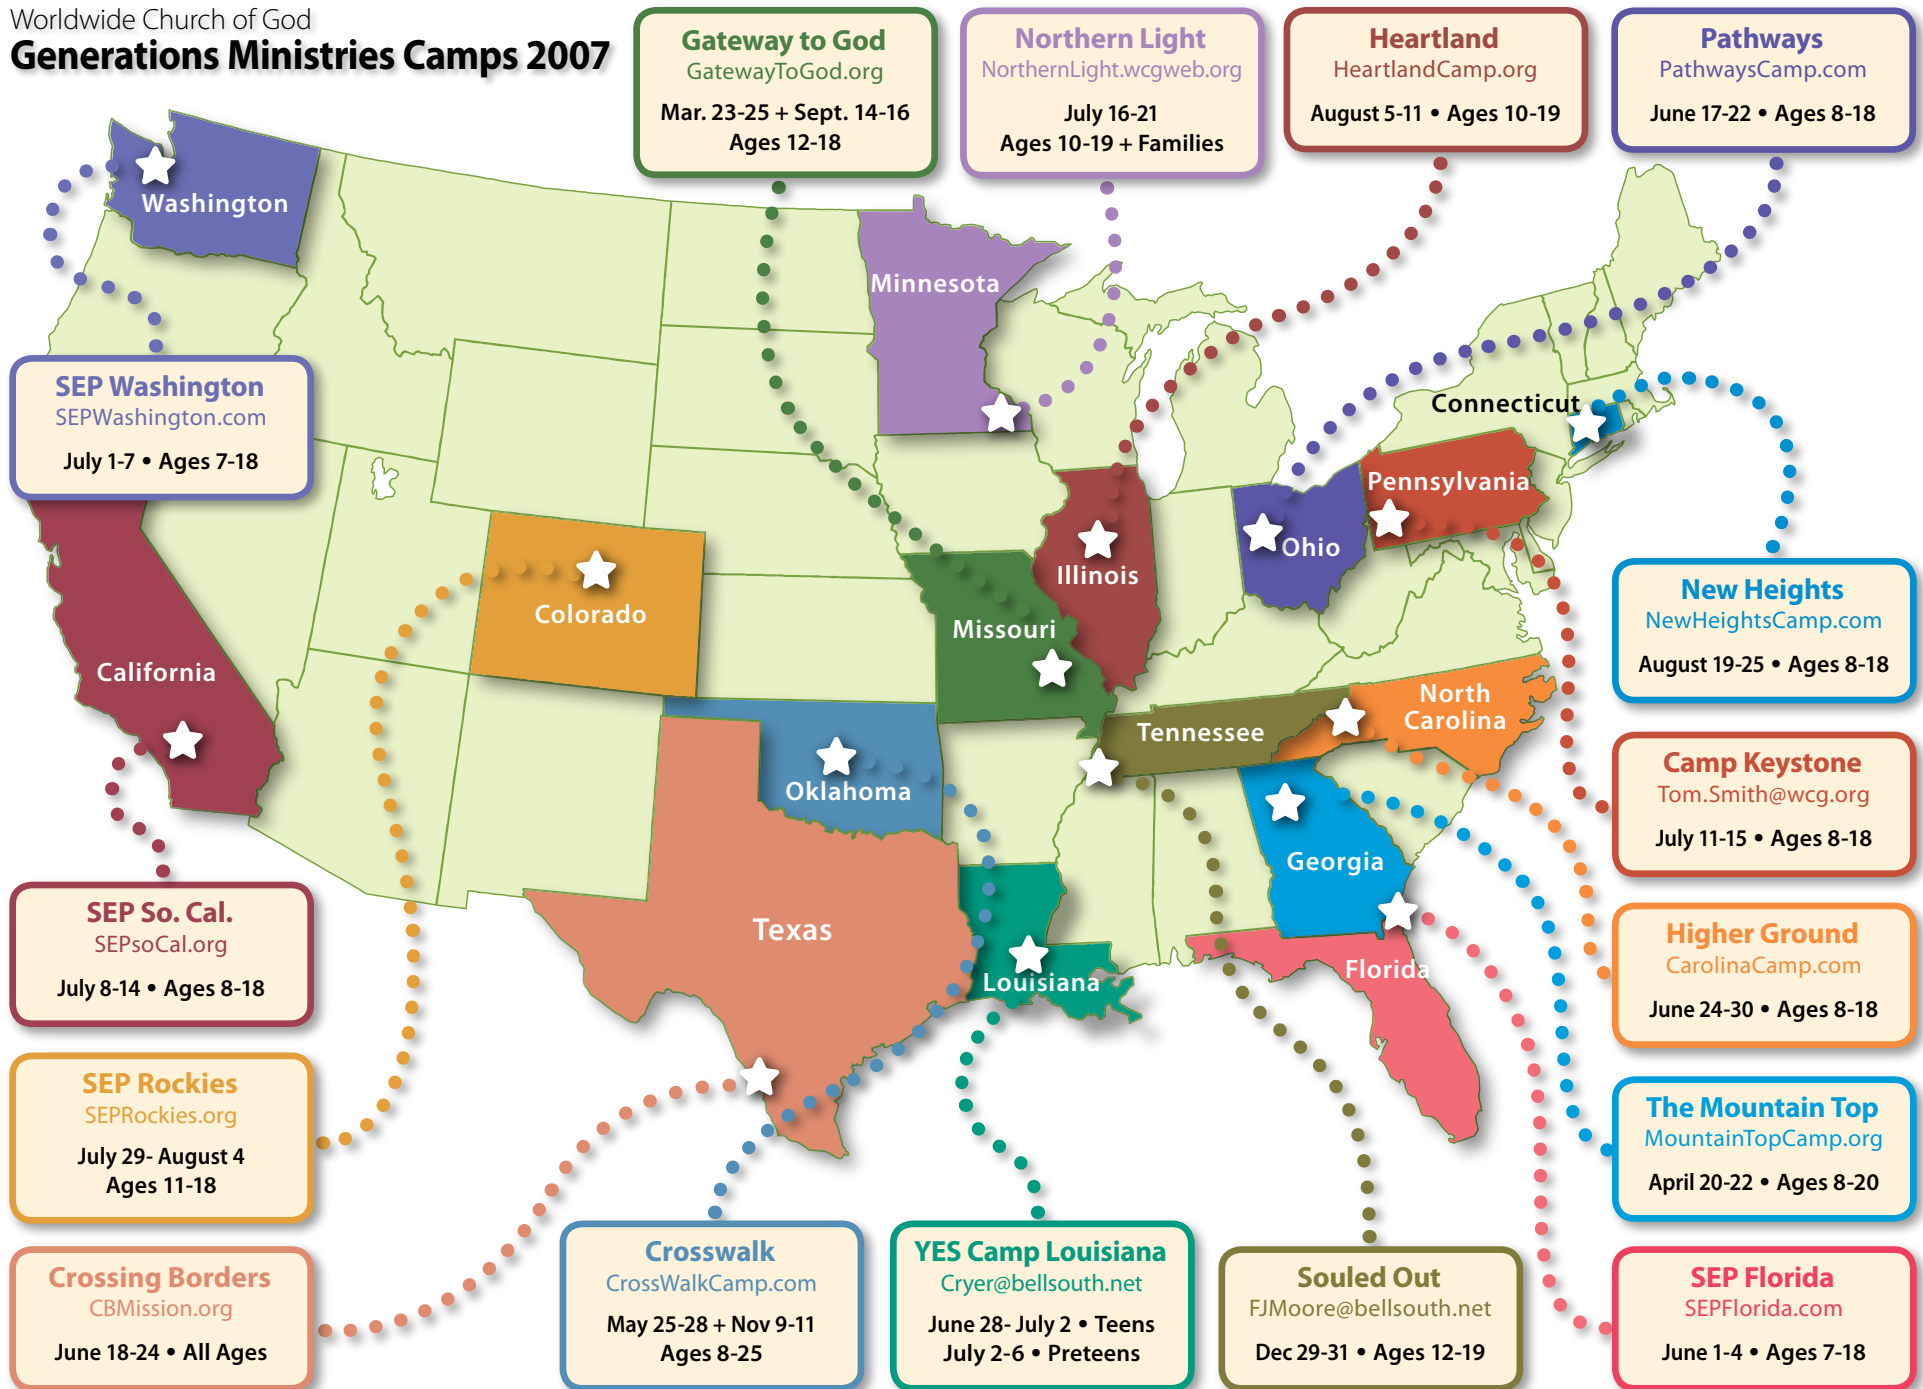 Worldwide Church of God
Generations Ministries Camps 2007
Gateway to God
GatewayToGod.org
Mar. 23-25 + Sept. 14-16
Ages 12-18
Northern Light
NorthernLight.wcgweb.org
July 16-21
Ages 10-19 + Families
Heartland
HeartlandCamp.org
August 5-11 • Ages 10-19
Pathways
PathwaysCamp.com
June 17-22 • Ages 8-18
Washington
Minnesota
SEP Washington
SEPWashington.com
July 1-7 • Ages 7-18
Connecticut
Pennsylvania
Ohio
Illinois
Colorado
Missouri
California
New Heights
NewHeightsCamp.com
August 19-25 • Ages 8-18
North
Carolina
Tennessee
Oklahoma
Camp Keystone
Tom.Smith@wcg.org
July 11-15 • Ages 8-18
Georgia
Texas
Louisiana
Florida
SEP So. Cal.
SEPsoCal.org
July 8-14 • Ages 8-18
Higher Ground
CarolinaCamp.com
June 24-30 • Ages 8-18
SEP Rockies
SEPRockies.org
July 29- August 4
Ages 11-18
The Mountain Top
MountainTopCamp.org
April 20-22 • Ages 8-20
Crossing Borders
CBMission.org
June 18-24 • All Ages
Crosswalk
CrossWalkCamp.com
May 25-28 + Nov 9-11
Ages 8-25
YES Camp Louisiana
Cryer@bellsouth.net
June 28- July 2 • Teens
July 2-6 • Preteens
Souled Out
FJMoore@bellsouth.net
Dec 29-31 • Ages 12-19
SEP Florida
SEPFlorida.com
June 1-4 • Ages 7-18